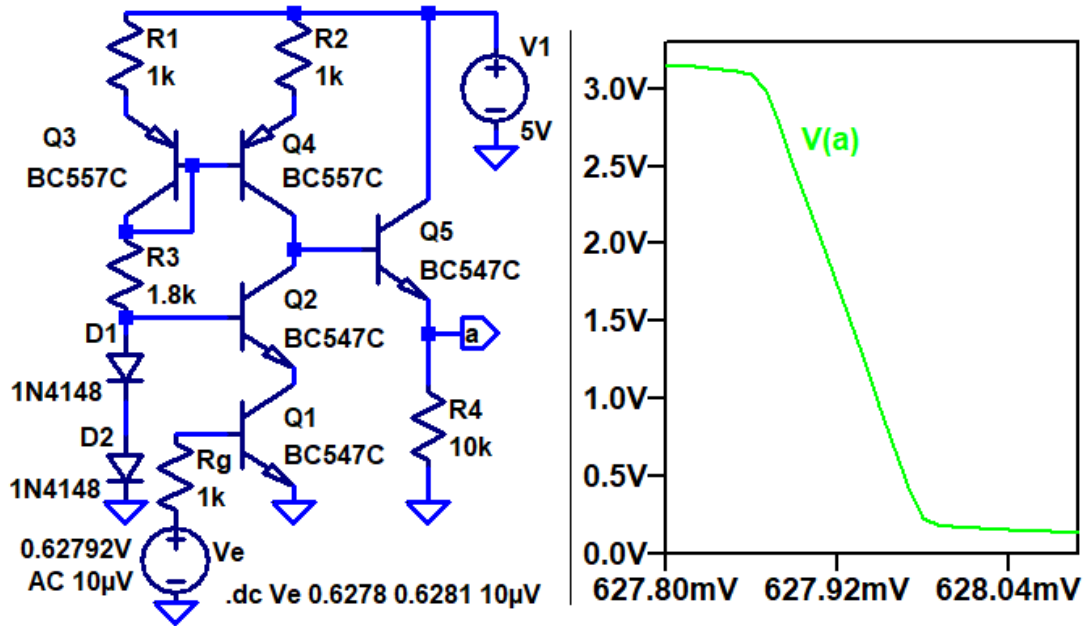 R1
1k
R2
1k
V1
5V
Q3
BC557C
Q4
BC557C
Q5
BC547C
R3
1.8k
Q2
BC547C
a
D1
1N4148
D2
1N4148
Q1
BC547C
R4
10k
Rg
1k
0.62792V
AC 10µV
Ve
.dc Ve 0.6278 0.6281 10µV
V(a)
3.0V
2.5V
2.0V
1.5V
1.0V
0.5V
0.0V
627.80mV
627.92mV
628.04mV